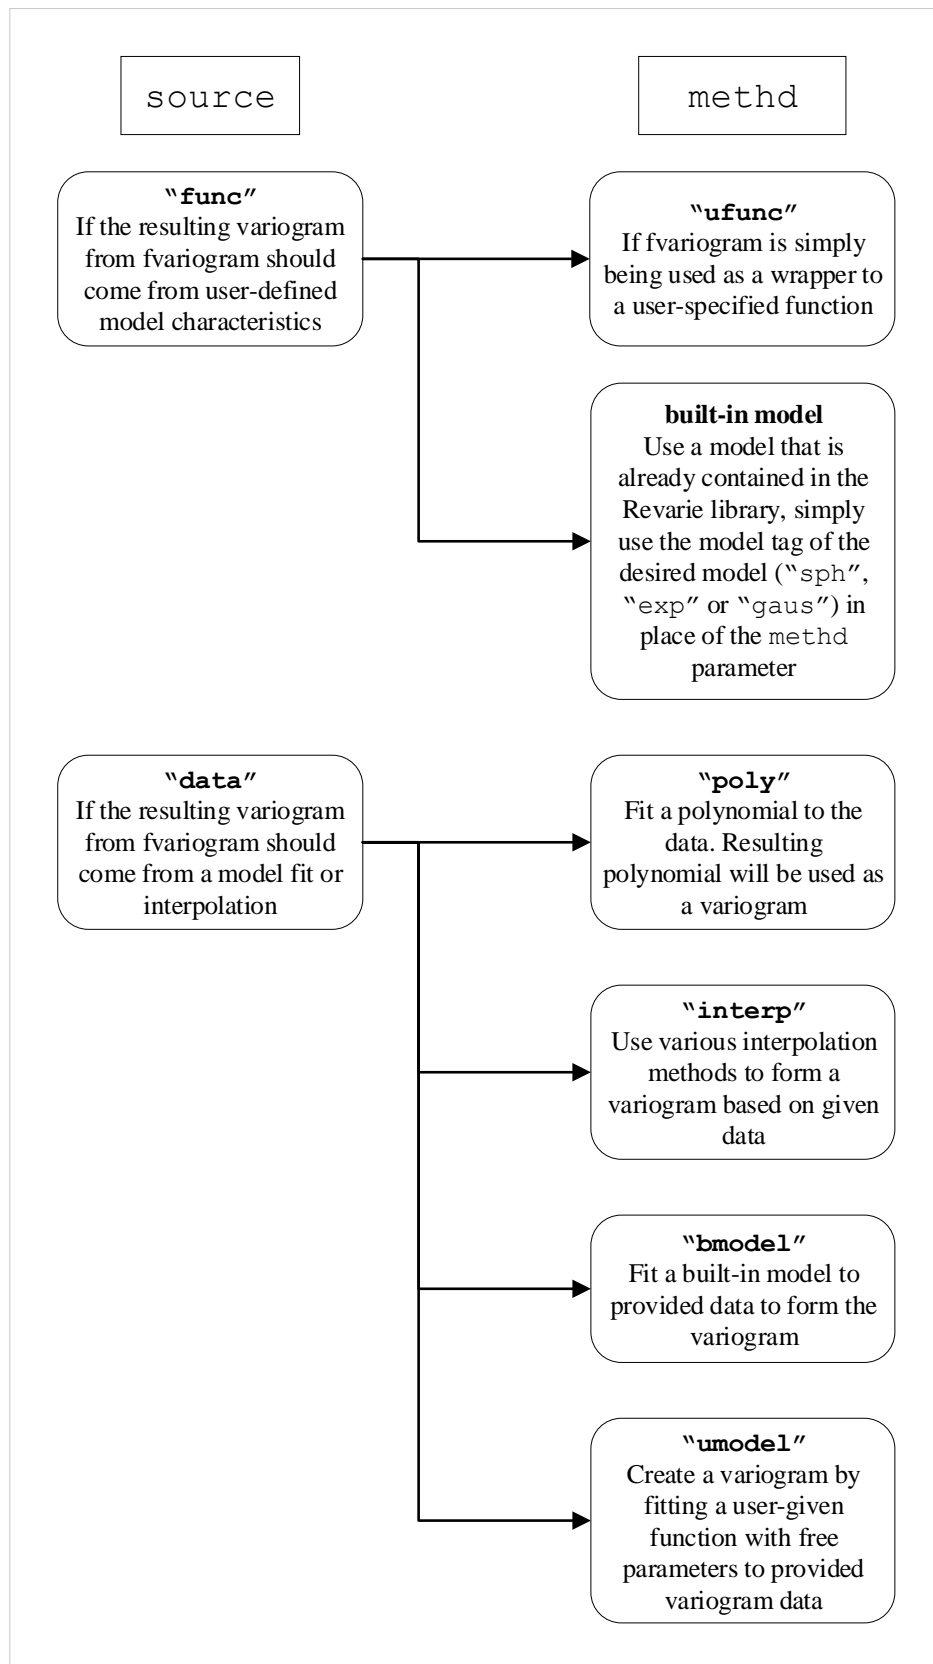 source
methd
“func”
If the resulting variogram
from fvariogram should
come from user-defined
model characteristics
“ufunc”
If fvariogram is simply
being used as a wrapper to
a user-specified function
built-in model
Use a model that is
already contained in the
Revarie library, simply
use the model tag of the
desired model (“sph”,
“exp” or “gaus”) in
place of the methd
parameter
“data”
If the resulting variogram
from fvariogram should
come from a model fit or
interpolation
“poly”
Fit a polynomial to the
data. Resulting
polynomial will be used as
a variogram
“interp”
Use various interpolation
methods to form a
variogram based on given
data
“bmodel”
Fit a built-in model to
provided data to form the
variogram
“umodel”
Create a variogram by
fitting a user-given
function with free
parameters to provided
variogram data